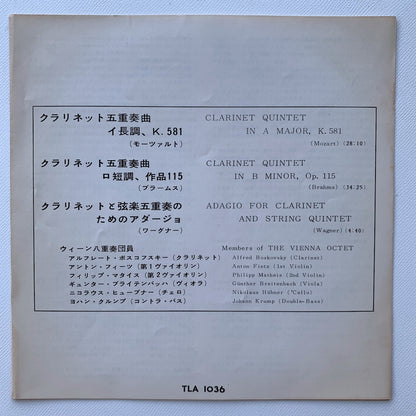 クラリネット五重奏曲 CLARINET QUINTET
イ長調、K.581 IN A MAJOR, K.581
(モーツァルト) (Mozart) (28:10)
クラリネット五重奏曲 CLARINET QUINTET
ロ短調、作品115 IN B MINOR, Op. 115
(ブラームス) (Brahms) (34:25)
クラリネットと弦楽五重奏の ADAGIO FOR CLARINET
ためのアダージョ AND STRING QUINTET
(ワーグナー) (Wagner) (4:40)
ウィーン八重奏団員 Members of THE VIENNA OCTET
アルフレート・ボスコフスキー (クラリネット) Alfred Boskovsky (Clarinet)
アントン・フィーツ (第1ヴァイオリン) Anton Fietz (1st Violin)
フィリップ・マタイス (第2ヴァイオリン) Philipp Matheis (2nd Violin)
ギュンター・ブライテンバッハ (ヴィオラ) Günther Breitenbach (Viola)
ニコラウス・ヒューブナー (チェロ) Nikolaus Hübner ('Cello)
ヨハン・クルンプ (コントラ・バス) Johann Krump (Double-Bass)
TLA 1036